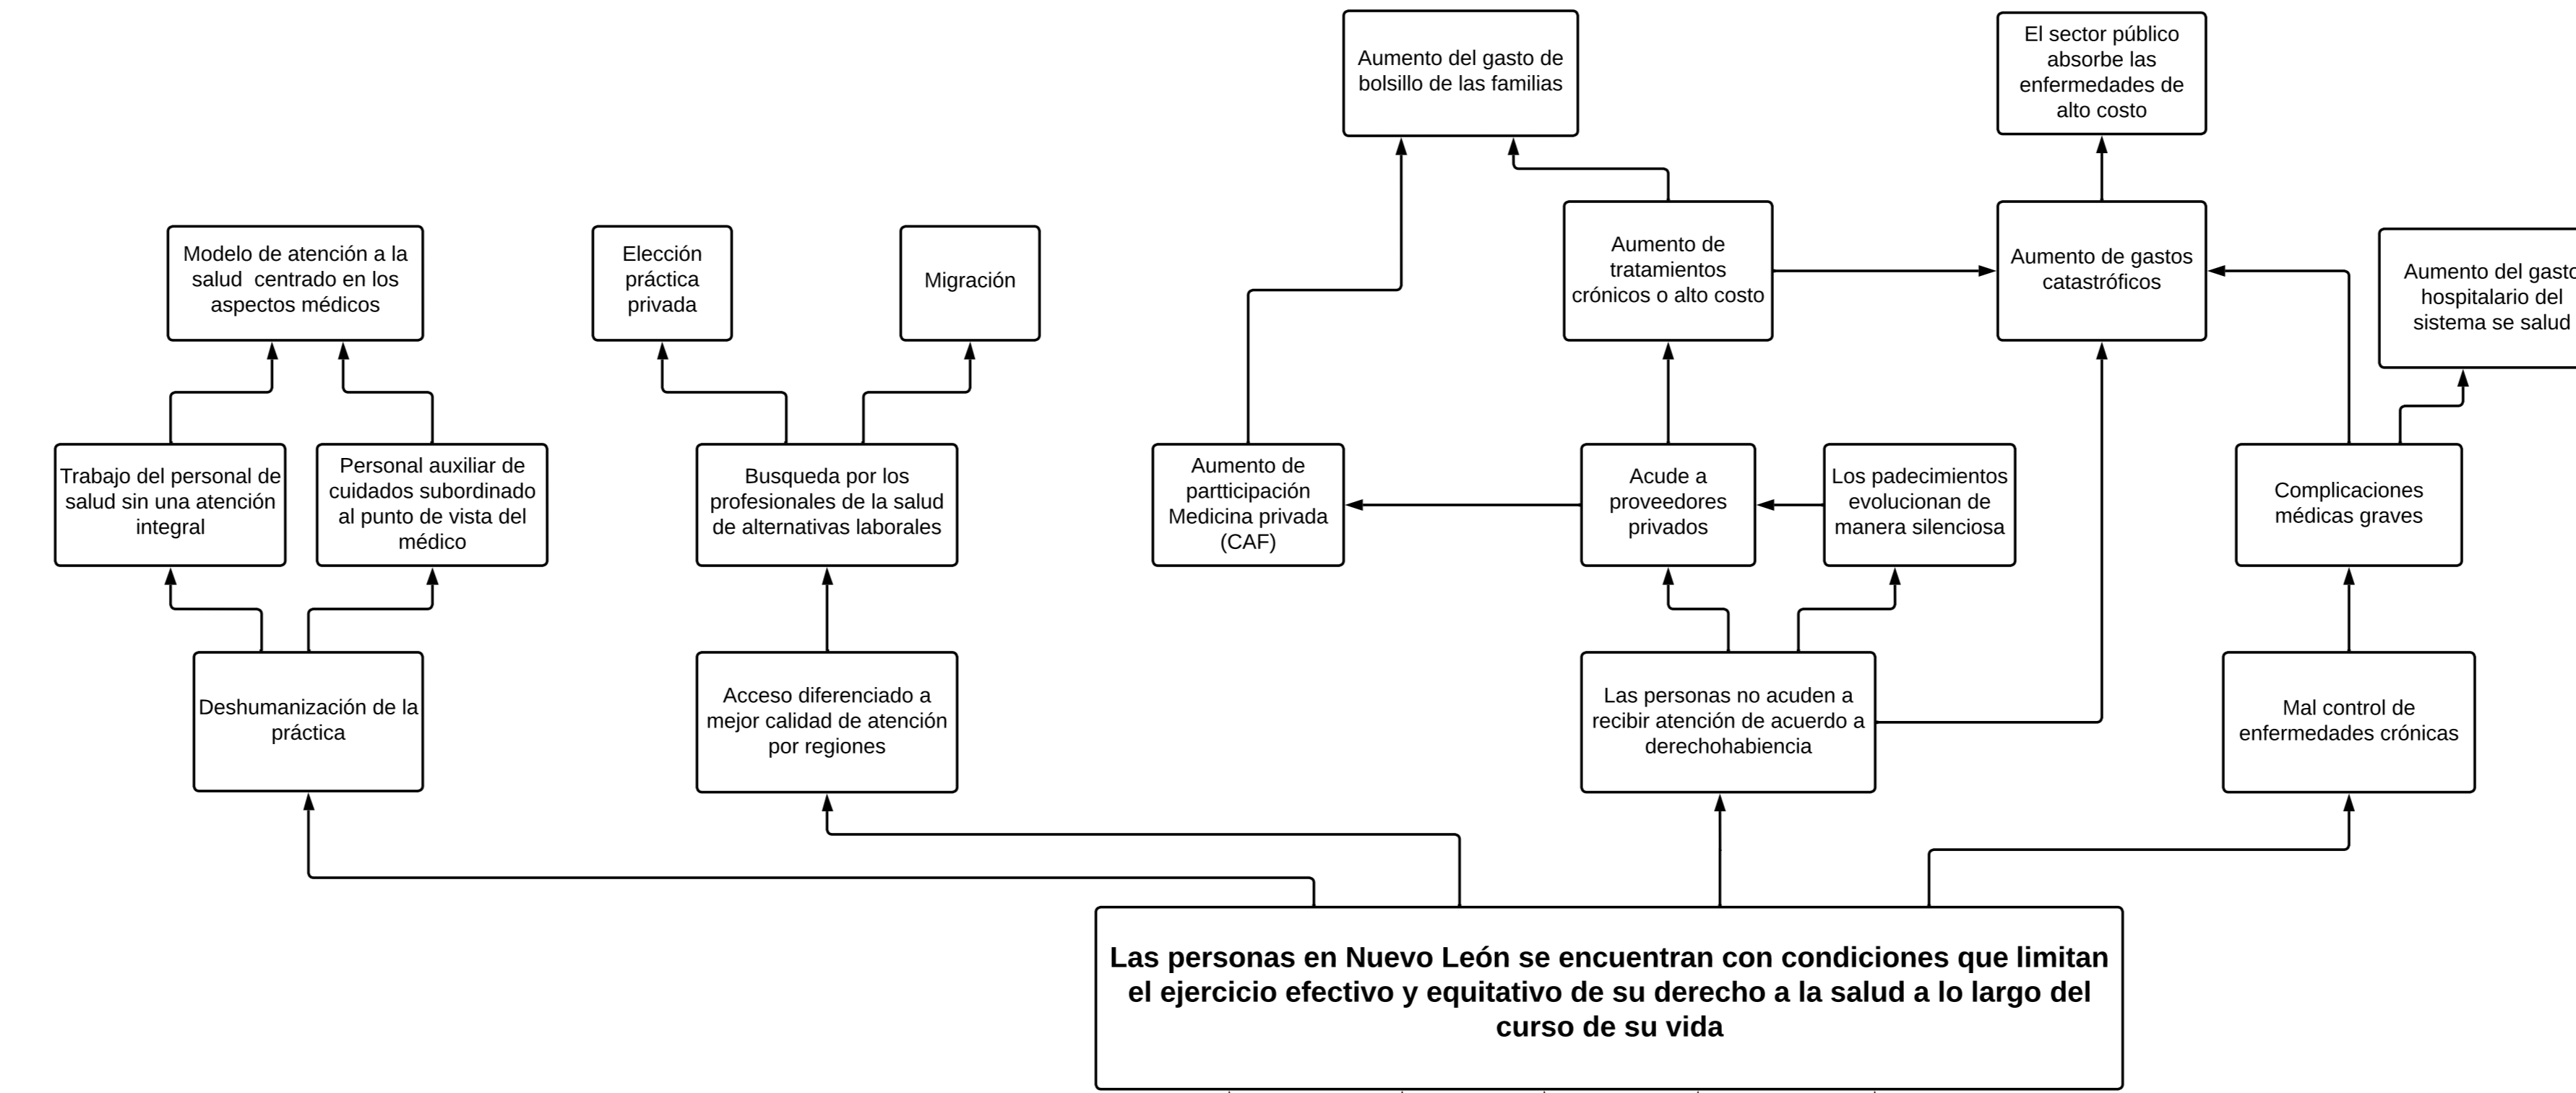 Aumento del gasto de
bolsillo de las familias
El sector público
absorbe las
enfermedades de
alto costo
Modelo de atención a la
salud  centrado en los
aspectos médicos
Elección
práctica
privada
Migración
Aumento de
tratamientos
crónicos o alto costo
Aumento de gastos
catastróficos
Aumento del gasto
hospitalario del
sistema se salud
Trabajo del personal de
salud sin una atención
integral
Personal auxiliar de
cuidados subordinado
al punto de vista del
médico
Busqueda por los
profesionales de la salud
de alternativas laborales
Aumento de
partticipación
Medicina privada
(CAF)
Acude a
proveedores
privados
Los padecimientos
evolucionan de
manera silenciosa
Complicaciones
médicas graves
Deshumanización de la
práctica
Acceso diferenciado a
mejor calidad de atención
por regiones
Las personas no acuden a
recibir atención de acuerdo a
derechohabiencia
Mal control de
enfermedades crónicas
Las personas en Nuevo León se encuentran con condiciones que limitan
el ejercicio efectivo y equitativo de su derecho a la salud a lo largo del
curso de su vida